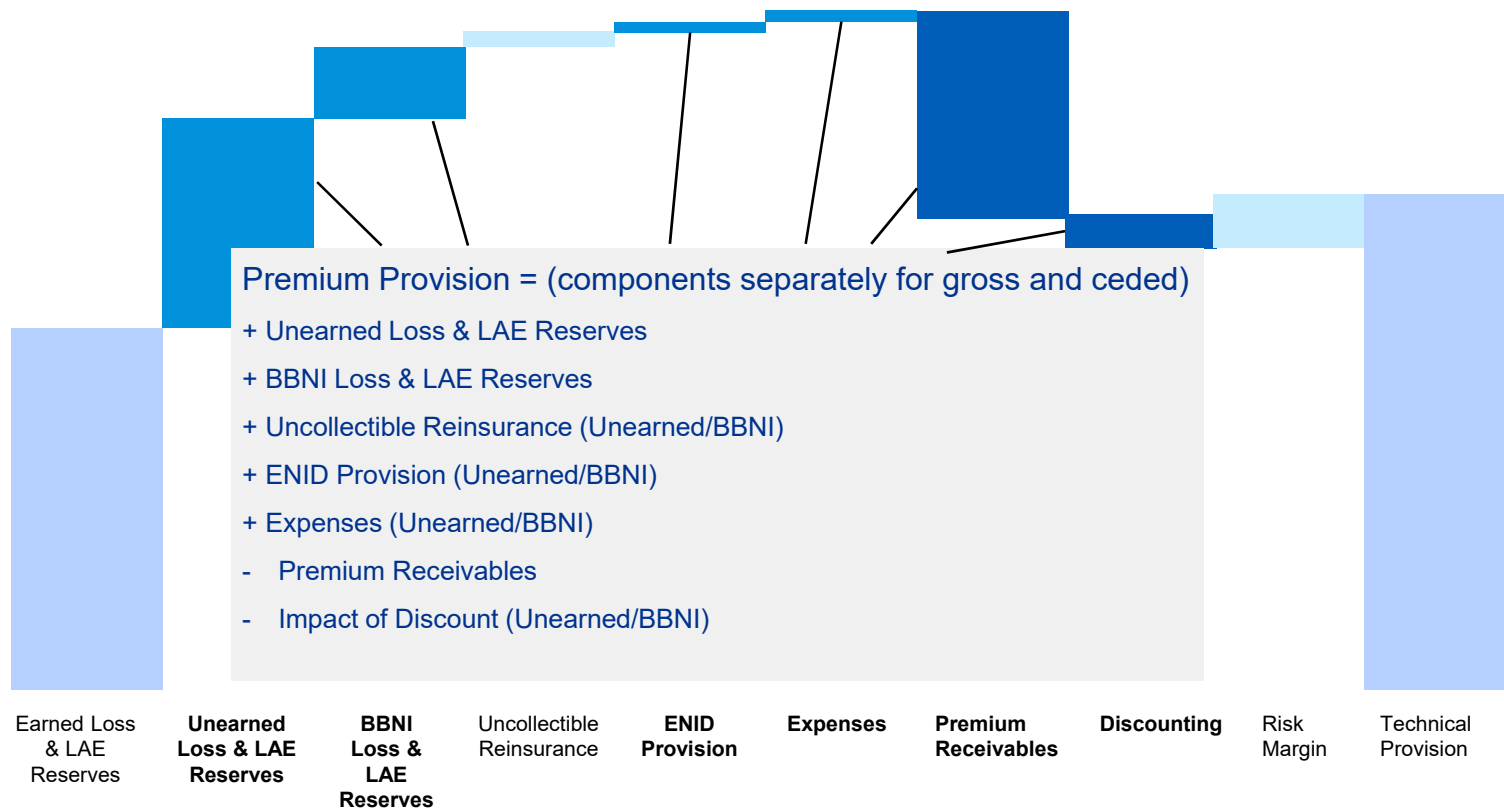 Premium Provision = (components separately for gross and ceded)
+ Unearned Loss & LAE Reserves
+ BBNI Loss & LAE Reserves
+ Uncollectible Reinsurance (Unearned/BBNI)
+ ENID Provision (Unearned/BBNI)
+ Expenses (Unearned/BBNI)
- Premium Receivables
- Impact of Discount (Unearned/BBNI)
Earned Loss
& LAE
Reserves
Unearned
Loss & LAE
Reserves
BBNI
Loss &
LAE
Reserves
Uncollectible
Reinsurance
ENID
Provision
Expenses
Premium
Receivables
Discounting
Risk
Margin
Technical
Provision